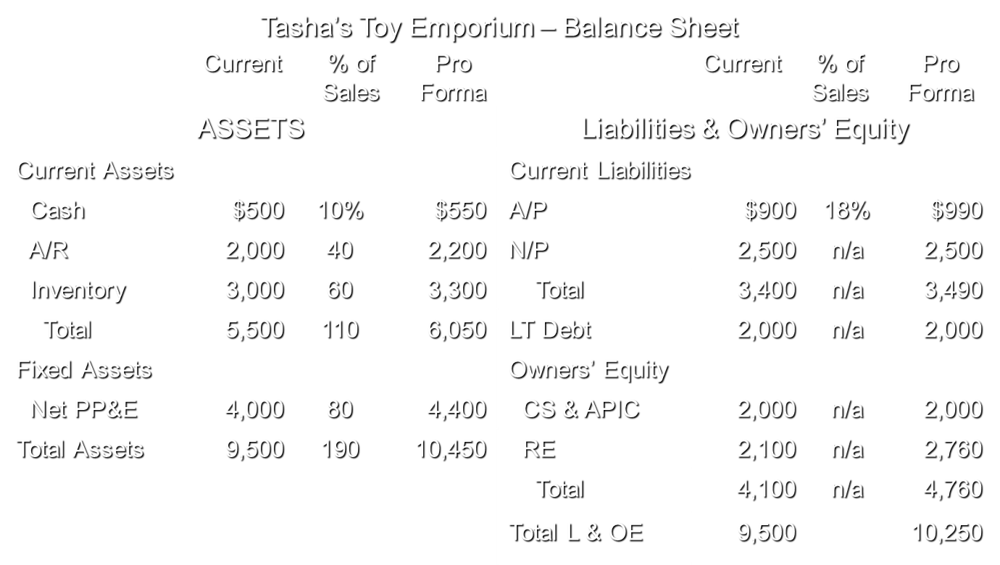 Tasha's Toy Emporium – Balance Sheet
Current % of Sales Pro Forma Current % of Sales Pro Forma
ASSETS Liabilities & Owners' Equity
Current Assets Current Liabilities
Cash $500 10% $550 A/P $900 18% $990
A/R 2,000 40 2,200 N/P 2,500 n/a 2,500
Inventory 3,000 60 3,300 Total 3,400 n/a 3,490
Total 5,500 110 6,050 LT Debt 2,000 n/a 2,000
Fixed Assets Owners' Equity
Net PP&E 4,000 80 4,400 CS & APIC 2,000 n/a 2,000
Total Assets 9,500 190 10,450 RE 2,100 n/a 2,760
Total 4,100 n/a 4,760
Total L & OE 9,500 10,250